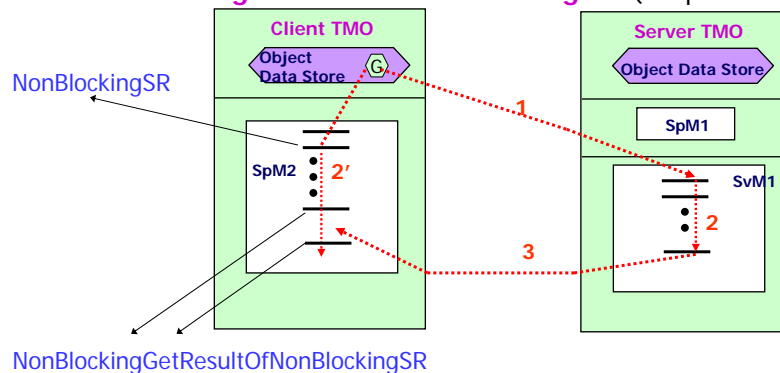 Client TMO
Server TMO
Object
Data Store
G
Object Data Store
NonBlockingSR
1
SpM1
SpM2
2'
SvM1
2
3
NonBlockingGetResultOfNonBlockingSR